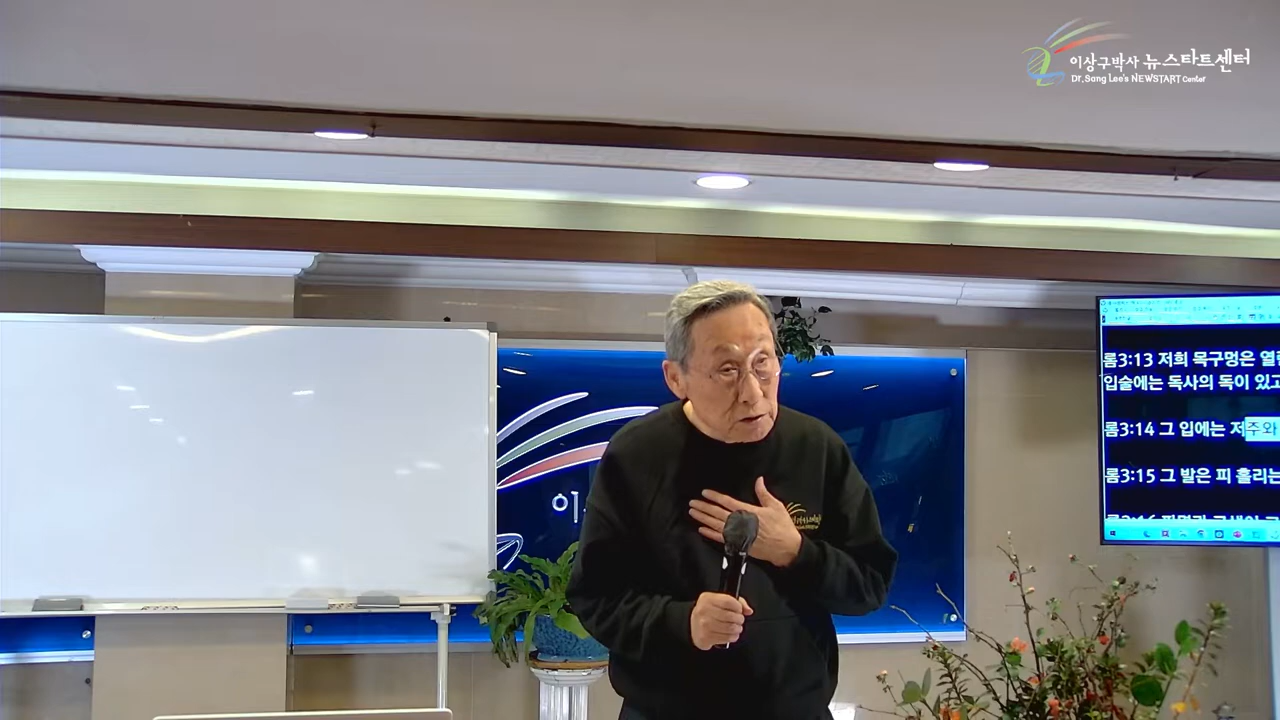 이상구박사 뉴스타트센터
Dr. Sang Lee's NEWSTART Center
롬3:13 저희 목구멍은 열
입술에는 독사의 독이 있고
롬3:14 그 입에는 저주와
롬3:15 그 발은 피 흘리는
이